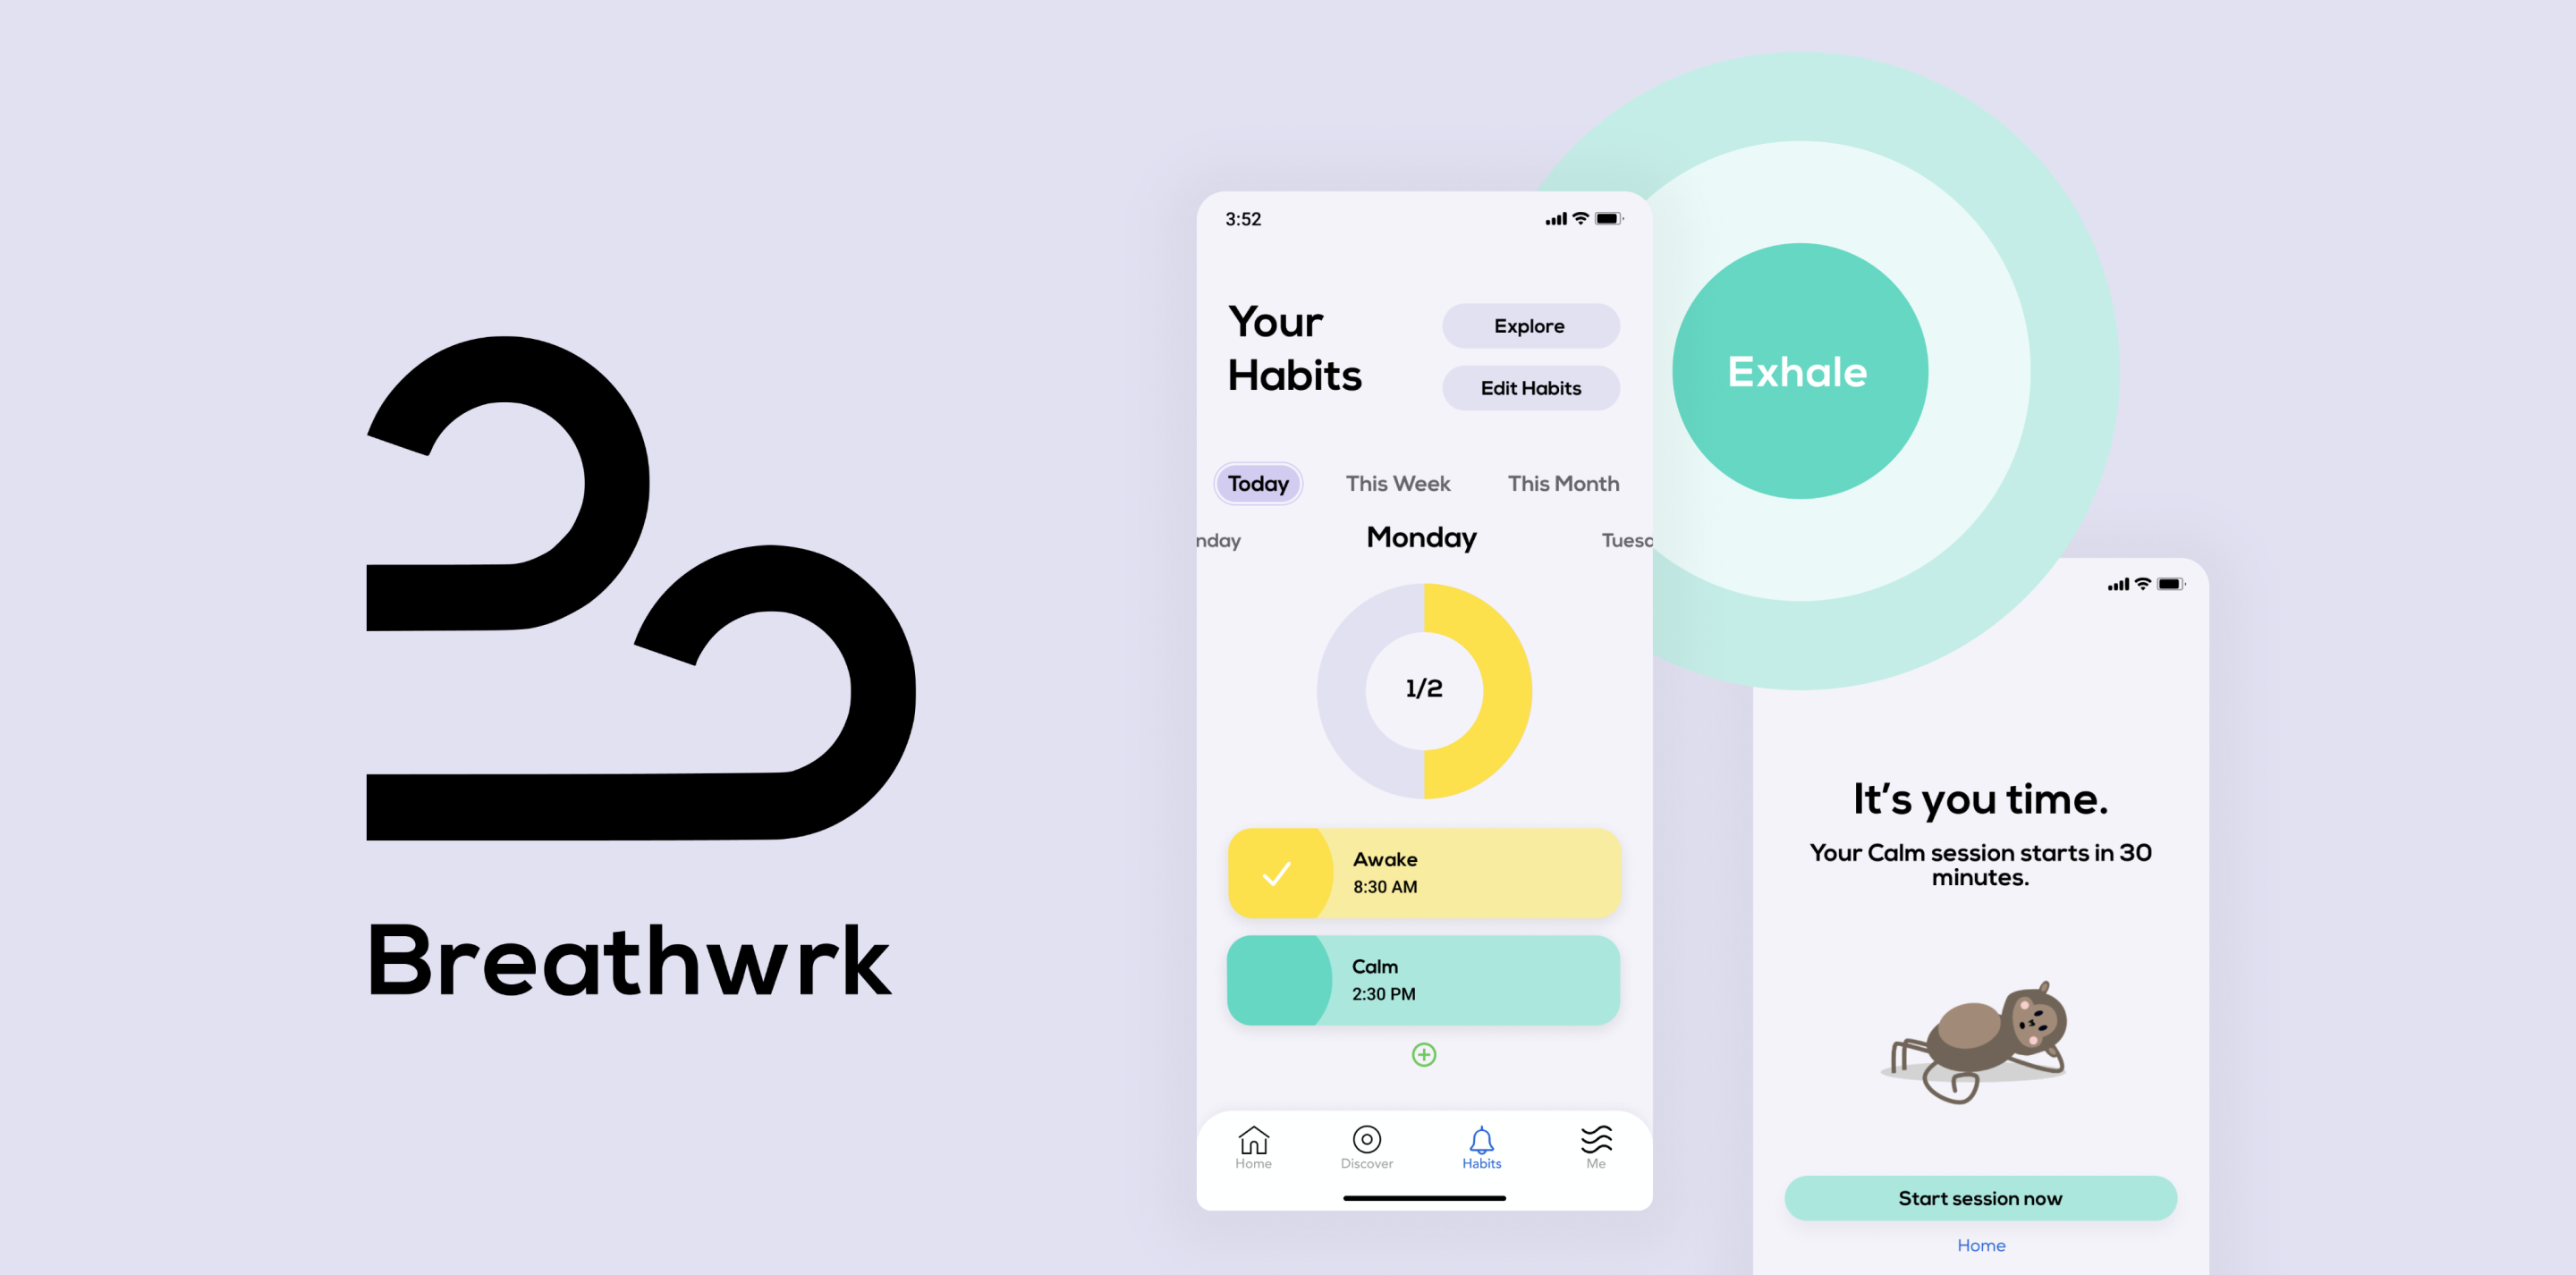 Breathwrk
3:52
Your
Habits
Explore
Edit Habits
Today This Week This Month
nday Monday Tuesd
1/2
Awake
8:30 AM
Calm
2:30 PM
Home Discover Habits Me
Exhale
It’s you time.
Your Calm session starts in 30
minutes.
Start session now
Home